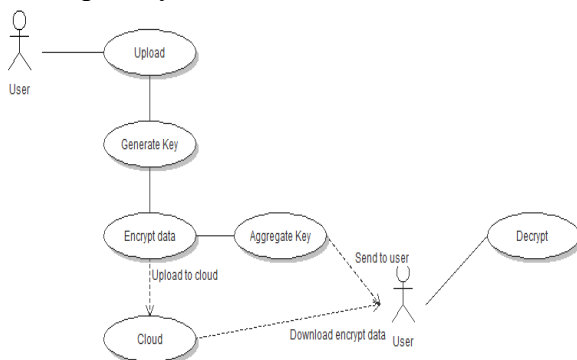 Upload
User
Generate Key
Encrypt data
Aggregate Key
Decrypt
Send to user
Upload to cloud
Cloud
Download encrypt data
User